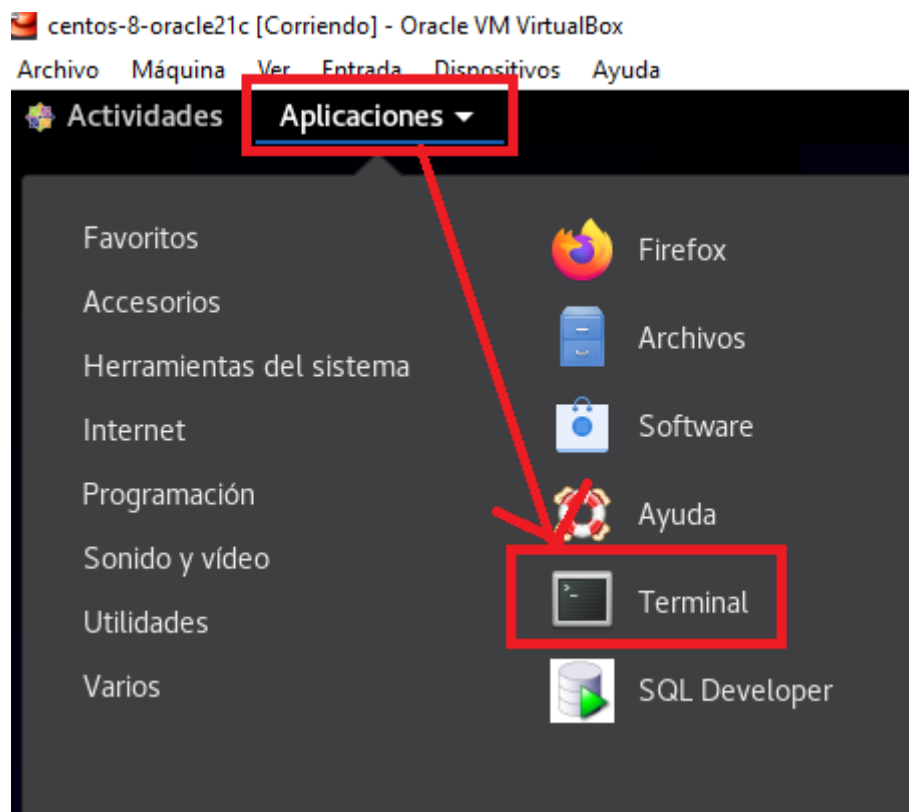 centos-8-oracle21c [Corriendo] - Oracle VM VirtualBox
Archivo Máquina Ver Entrada Dispositivos Ayuda
Actividades Aplicaciones
Favoritos
Accesorios
Herramientas del sistema
Internet
Programación
Sonido y vídeo
Utilidades
Varios
Firefox
Archivos
Software
Ayuda
Terminal
SQL Developer